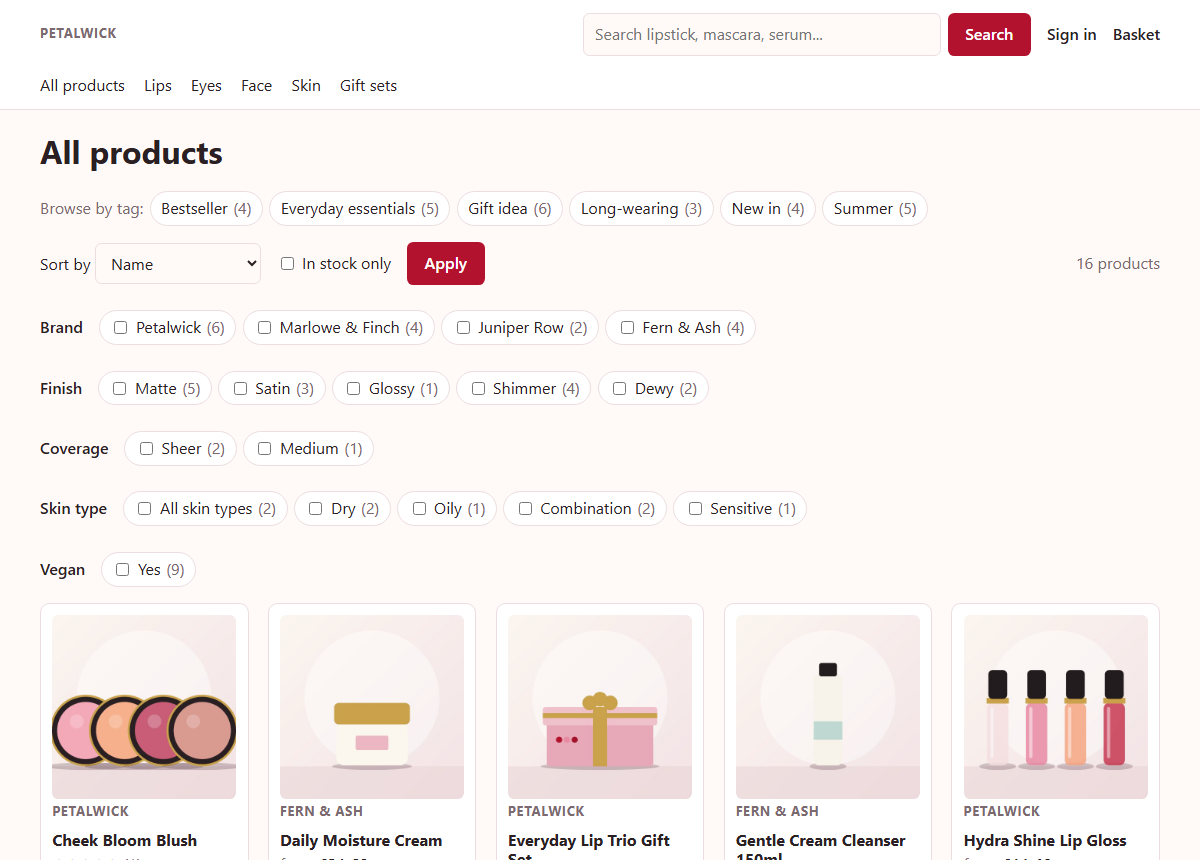 PETALWICK
Search lipstick, mascara, serum...
Search
Sign in
Basket
All products
Lips
Eyes
Face
Skin
Gift sets
All products
Browse by tag:
Bestseller (4)
Everyday essentials (5)
Gift idea (6)
Long-wearing (3)
New in (4)
Summer (5)
Sort by
Name
In stock only
Apply
16 products
Brand
Petalwick (6)
Marlowe & Finch (4)
Juniper Row (2)
Fern & Ash (4)
Finish
Matte (5)
Satin (3)
Glossy (1)
Shimmer (4)
Dewy (2)
Coverage
Sheer (2)
Medium (1)
Skin type
All skin types (2)
Dry (2)
Oily (1)
Combination (2)
Sensitive (1)
Vegan
Yes (9)
PETALWICK
Cheek Bloom Blush
FERN & ASH
Daily Moisture Cream
PETALWICK
Everyday Lip Trio Gift
Set
FERN & ASH
Gentle Cream Cleanser
150ml
PETALWICK
Hydra Shine Lip Gloss